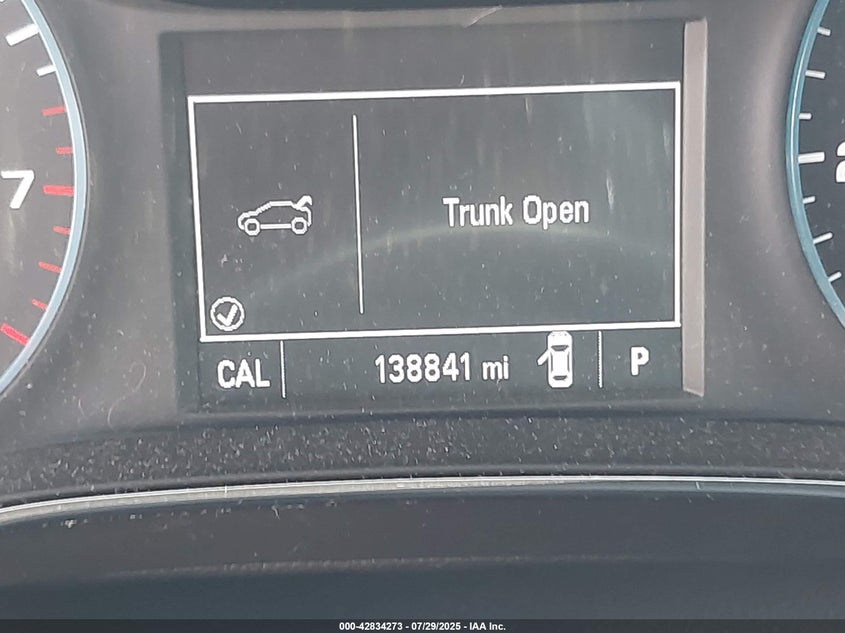 7
Trunk Open
CAL 138841 mi P
000-42834273 - 07/29/2025 - IAA Inc.